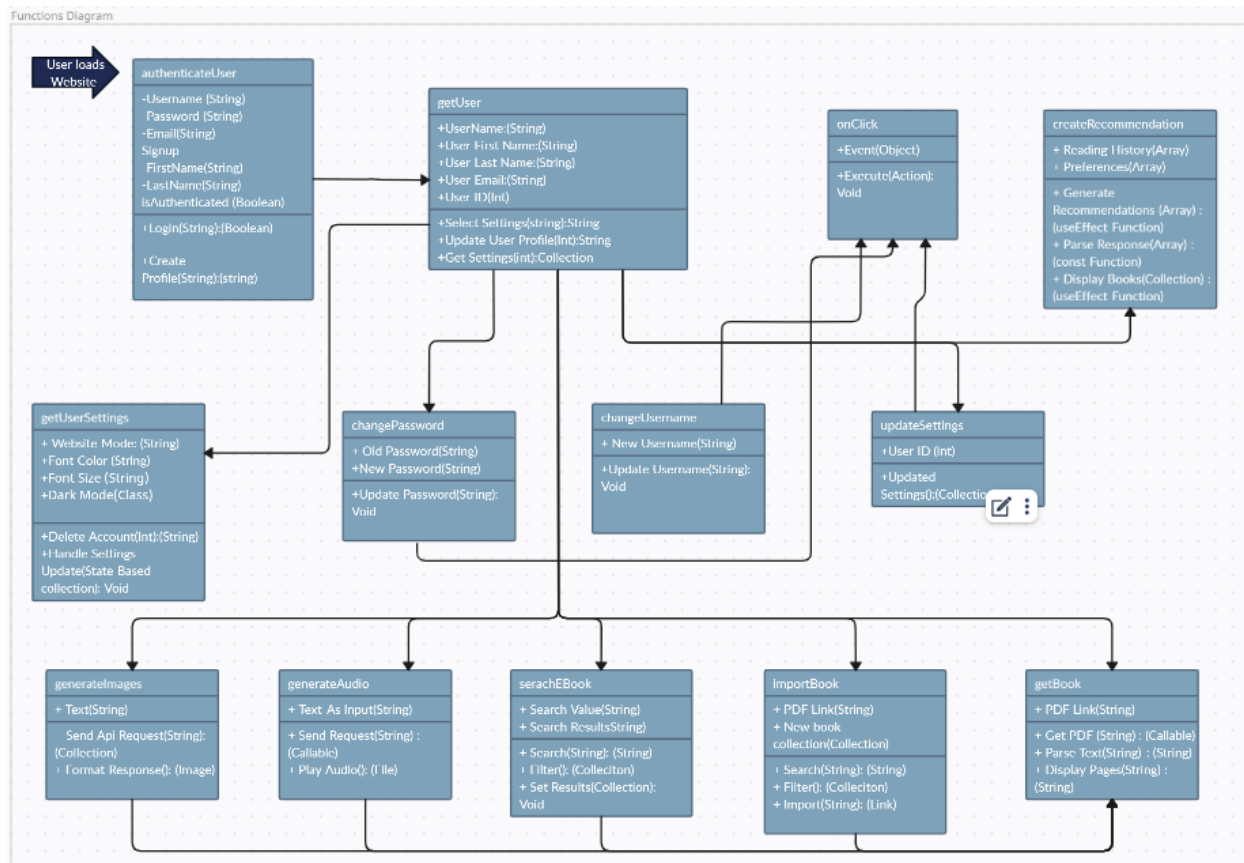 Functions Diagram
User loads
Website
authenticateUser
-Username (String)
Password (String)
-Email(String)
Signup
FirstName(String)
-LastName(String)
isAuthenticated (Boolean)
+Login(String):(Boolean)
+Create
Profile(String):(string)
getUser
+UserName:(String)
+User First Name:(String)
+User Last Name:(String)
+User Email:(String)
+User ID(Int)
+Select Settings(string):String
+Update User Profile(Int):String
+Get Settings(int):Collection
onClick
+Event(Object)
+Execute(Action):
Void
createRecommendation
+ Reading History(Array)
+ Preferences(Array)
+ Generate
Recommendations (Array) :
(useEffect Function)
+ Parse Response(Array) :
(const Function)
+ Display Books(Collection) :
(useEffect Function)
getUserSettings
+ Website Mode: (String)
+Font Color (String)
+Font Size (String)
+Dark Mode(Class)
+Delete Account(Int):(String)
+Handle Settings
Update(State Based
collection): Void
changePassword
+ Old Password(String)
+New Password(String)
+Update Password(String):
Void
changeUsername
+ New Username(String)
+Update Username(String):
Void
updateSettings
+User ID (Int)
+Updated
Settings():(Collectio
generateImages
+ Text(String)
Send Api Request(String):
(Collection)
+ Format Response(): (Image)
generateAudio
+ Text As Input(String)
+ Send Request(String) :
(Callable)
+ Play Audio(): (File)
serachEBook
+ Search Value(String)
+ Search ResultsString)
+ Search(String): (String)
+ Filter(): (Colleciton)
+ Set Results(Collection):
Void
ImportBook
+ PDF Link(String)
+ New book
collection(Collection)
+ Search(String): (String)
+ Filter(): (Colleciton)
+ Import(String): (Link)
getBook
+ PDF Link(String)
+ Get PDF (String) : (Callable)
+ Parse Text(String) : (String)
+ Display Pages(String) :
(String)